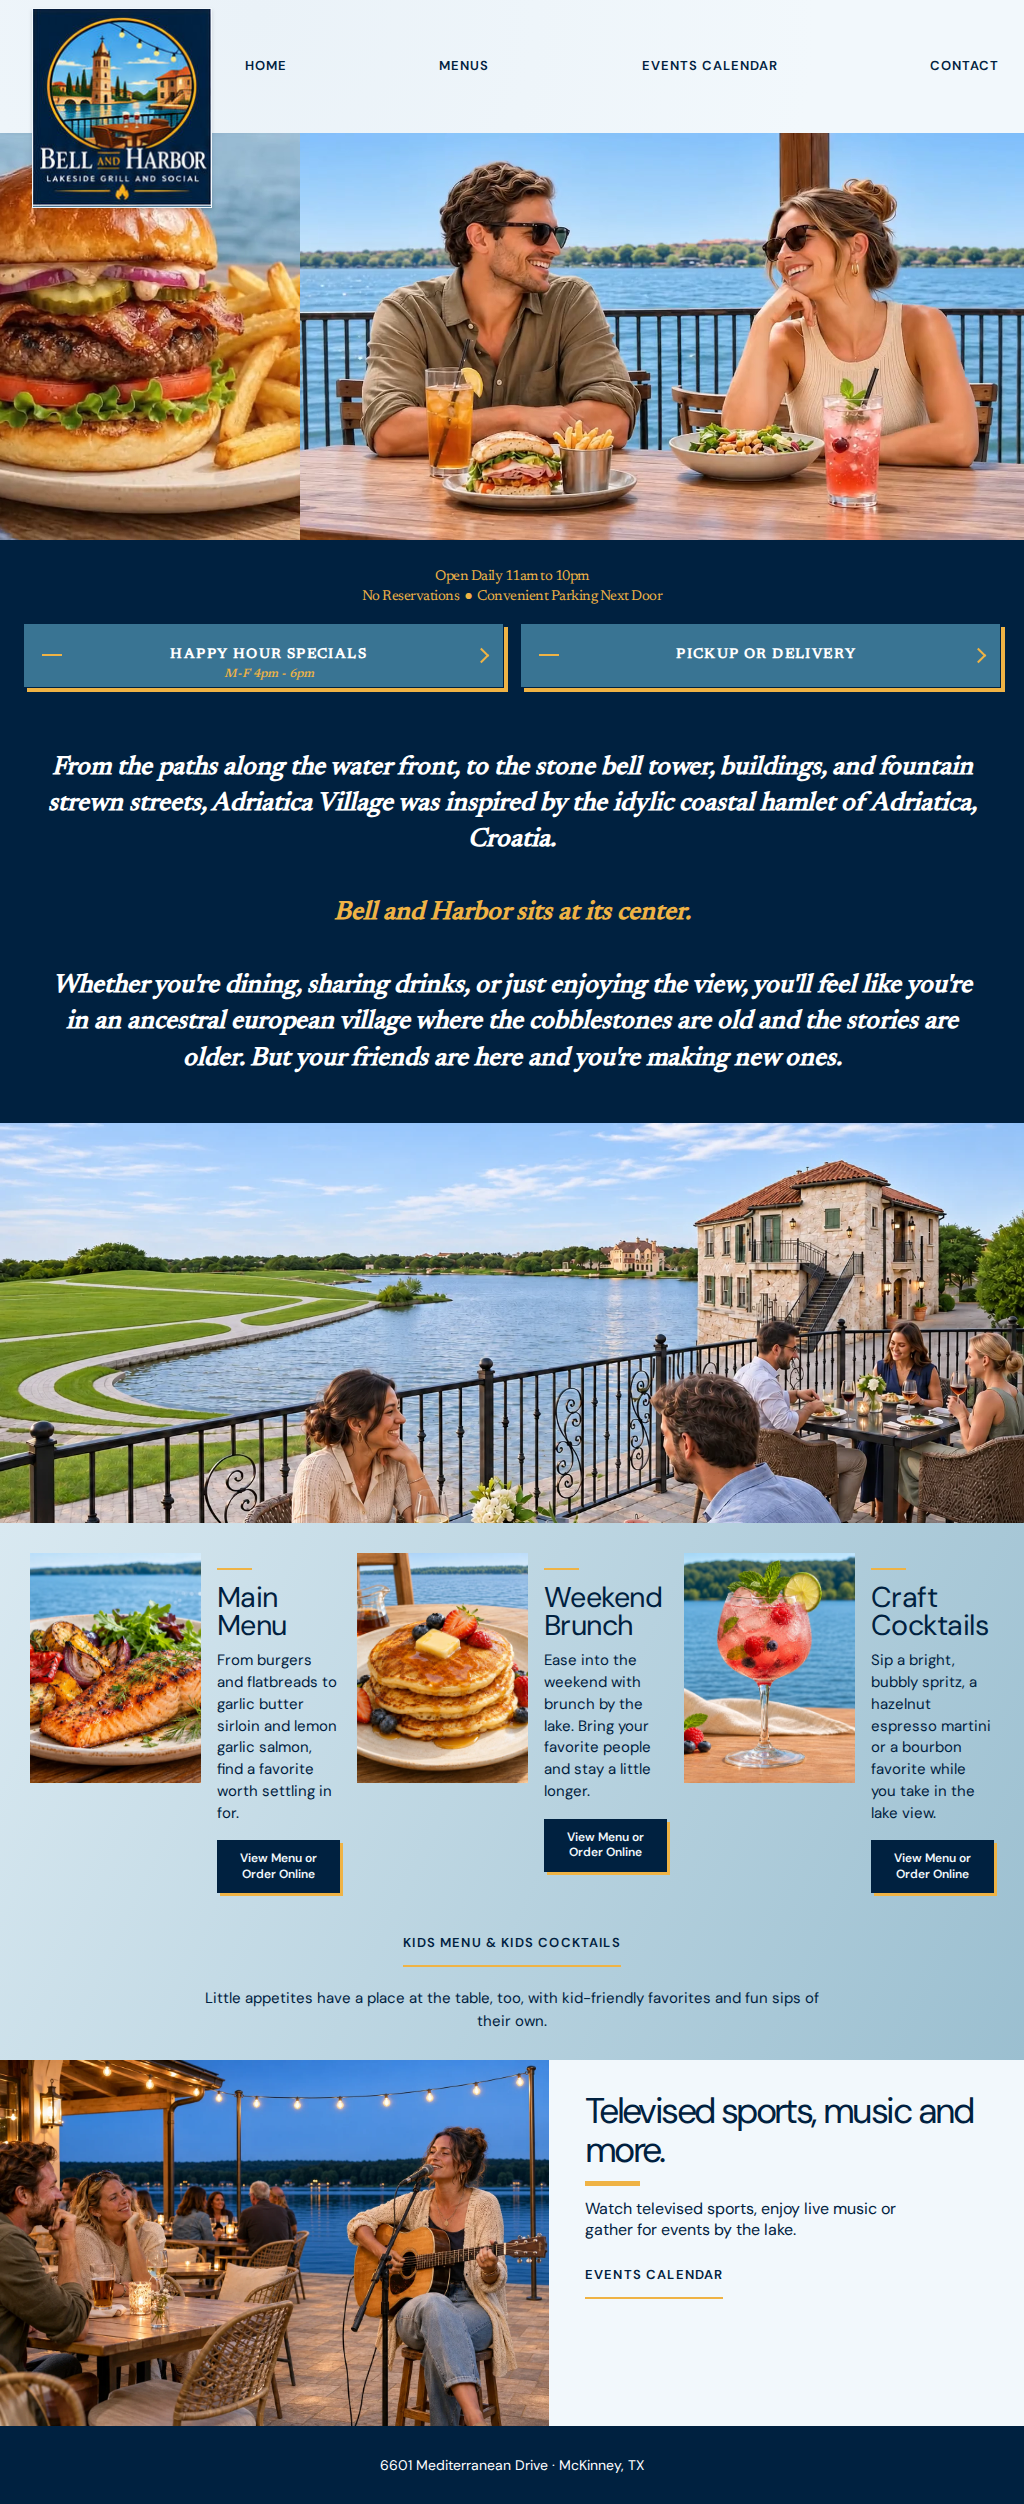 BELL AND HARBOR
LAKESIDE GRILL AND SOCIAL
HOME
MENUS
EVENTS CALENDAR
CONTACT
Open Daily 11am to 10pm
No Reservations ● Convenient Parking Next Door
HAPPY HOUR SPECIALS
M-F 4pm - 6pm
PICKUP OR DELIVERY
From the paths along the water front, to the stone bell tower, buildings, and fountain
strewn streets, Adriatica Village was inspired by the idylic coastal hamlet of Adriatica,
Croatia.
Bell and Harbor sits at its center.
Whether you're dining, sharing drinks, or just enjoying the view, you'll feel like you're
in an ancestral european village where the cobblestones are old and the stories are
older. But your friends are here and you're making new ones.
Main
Menu
From burgers
and flatbreads to
garlic butter
sirloin and lemon
garlic salmon,
find a favorite
worth settling in
for.
View Menu or
Order Online
Weekend
Brunch
Ease into the
weekend with
brunch by the
lake. Bring your
favorite people
and stay a little
longer.
View Menu or
Order Online
Craft
Cocktails
Sip a bright,
bubbly spritz, a
hazelnut
espresso martini
or a bourbon
favorite while
you take in the
lake view.
View Menu or
Order Online
KIDS MENU & KIDS COCKTAILS
Little appetites have a place at the table, too, with kid-friendly favorites and fun sips of
their own.
Televised sports, music and
more.
Watch televised sports, enjoy live music or
gather for events by the lake.
EVENTS CALENDAR
6601 Mediterranean Drive · McKinney, TX